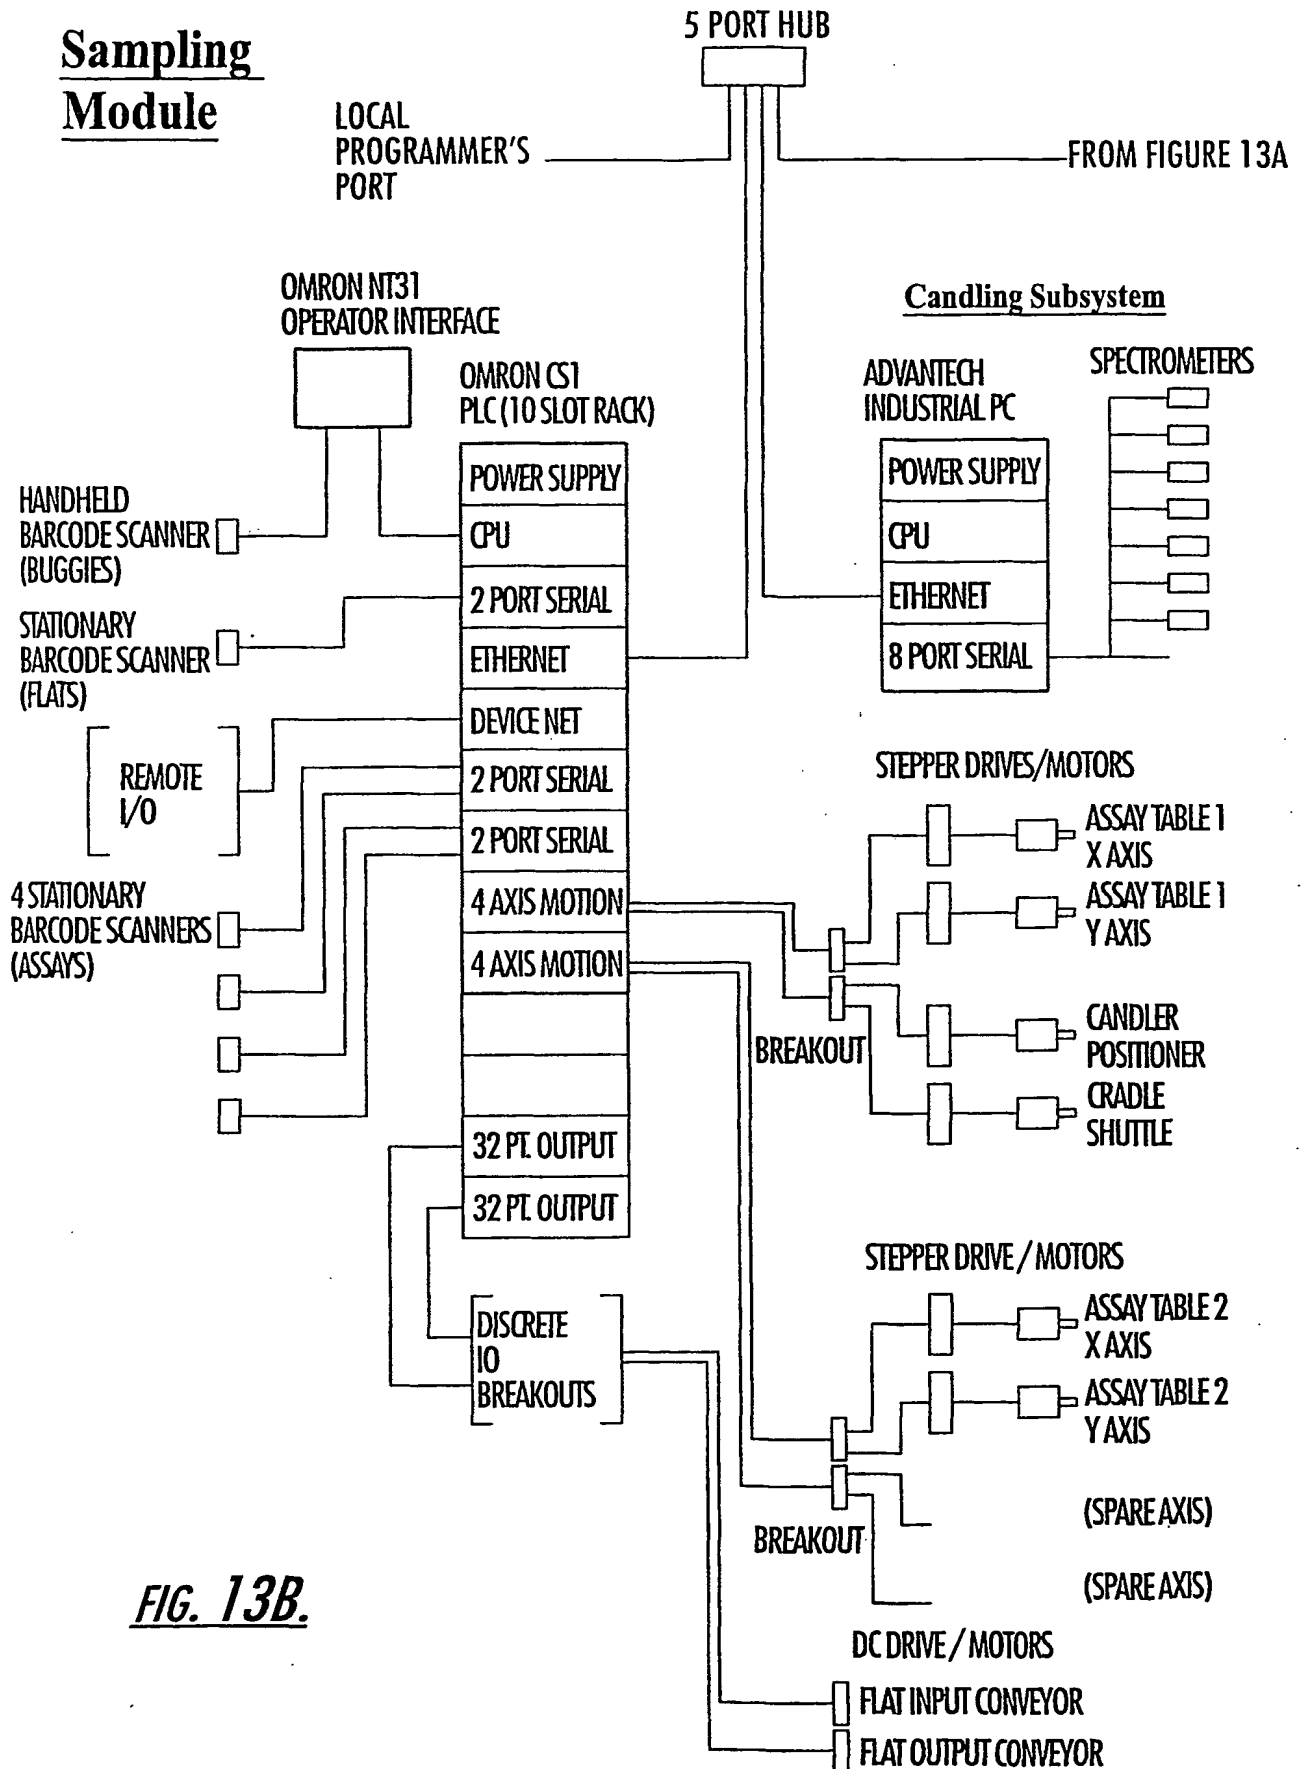 Sampling
Module
5 PORT HUB
LOCAL
PROGRAMMER'S
PORT
FROM FIGURE 13A
OMRON NT31
OPERATOR INTERFACE
Candling Subsystem
OMRON CS1
PLC (10 SLOT RACK)
ADVANTECH
INDUSTRIAL PC
SPECTROMETERS
POWER SUPPLY
CPU
2 PORT SERIAL
ETHERNET
DEVICE NET
2 PORT SERIAL
2 PORT SERIAL
4 AXIS MOTION
4 AXIS MOTION
32 PT. OUTPUT
32 PT. OUTPUT
POWER SUPPLY
CPU
ETHERNET
8 PORT SERIAL
HANDHELD
BARCODE SCANNER
(BUGGIES)
STATIONARY
BARCODE SCANNER
(FLATS)
REMOTE
I/O
4 STATIONARY
BARCODE SCANNERS
(ASSAYS)
STEPPER DRIVES/MOTORS
ASSAY TABLE 1
X AXIS
ASSAY TABLE 1
Y AXIS
BREAKOUT
CANDLER
POSITIONER
CRADLE
SHUTTLE
DISCRETE
IO
BREAKOUTS
STEPPER DRIVE / MOTORS
ASSAY TABLE 2
X AXIS
ASSAY TABLE 2
Y AXIS
BREAKOUT
(SPARE AXIS)
(SPARE AXIS)
DC DRIVE / MOTORS
FLAT INPUT CONVEYOR
FLAT OUTPUT CONVEYOR
FIG. 13B.